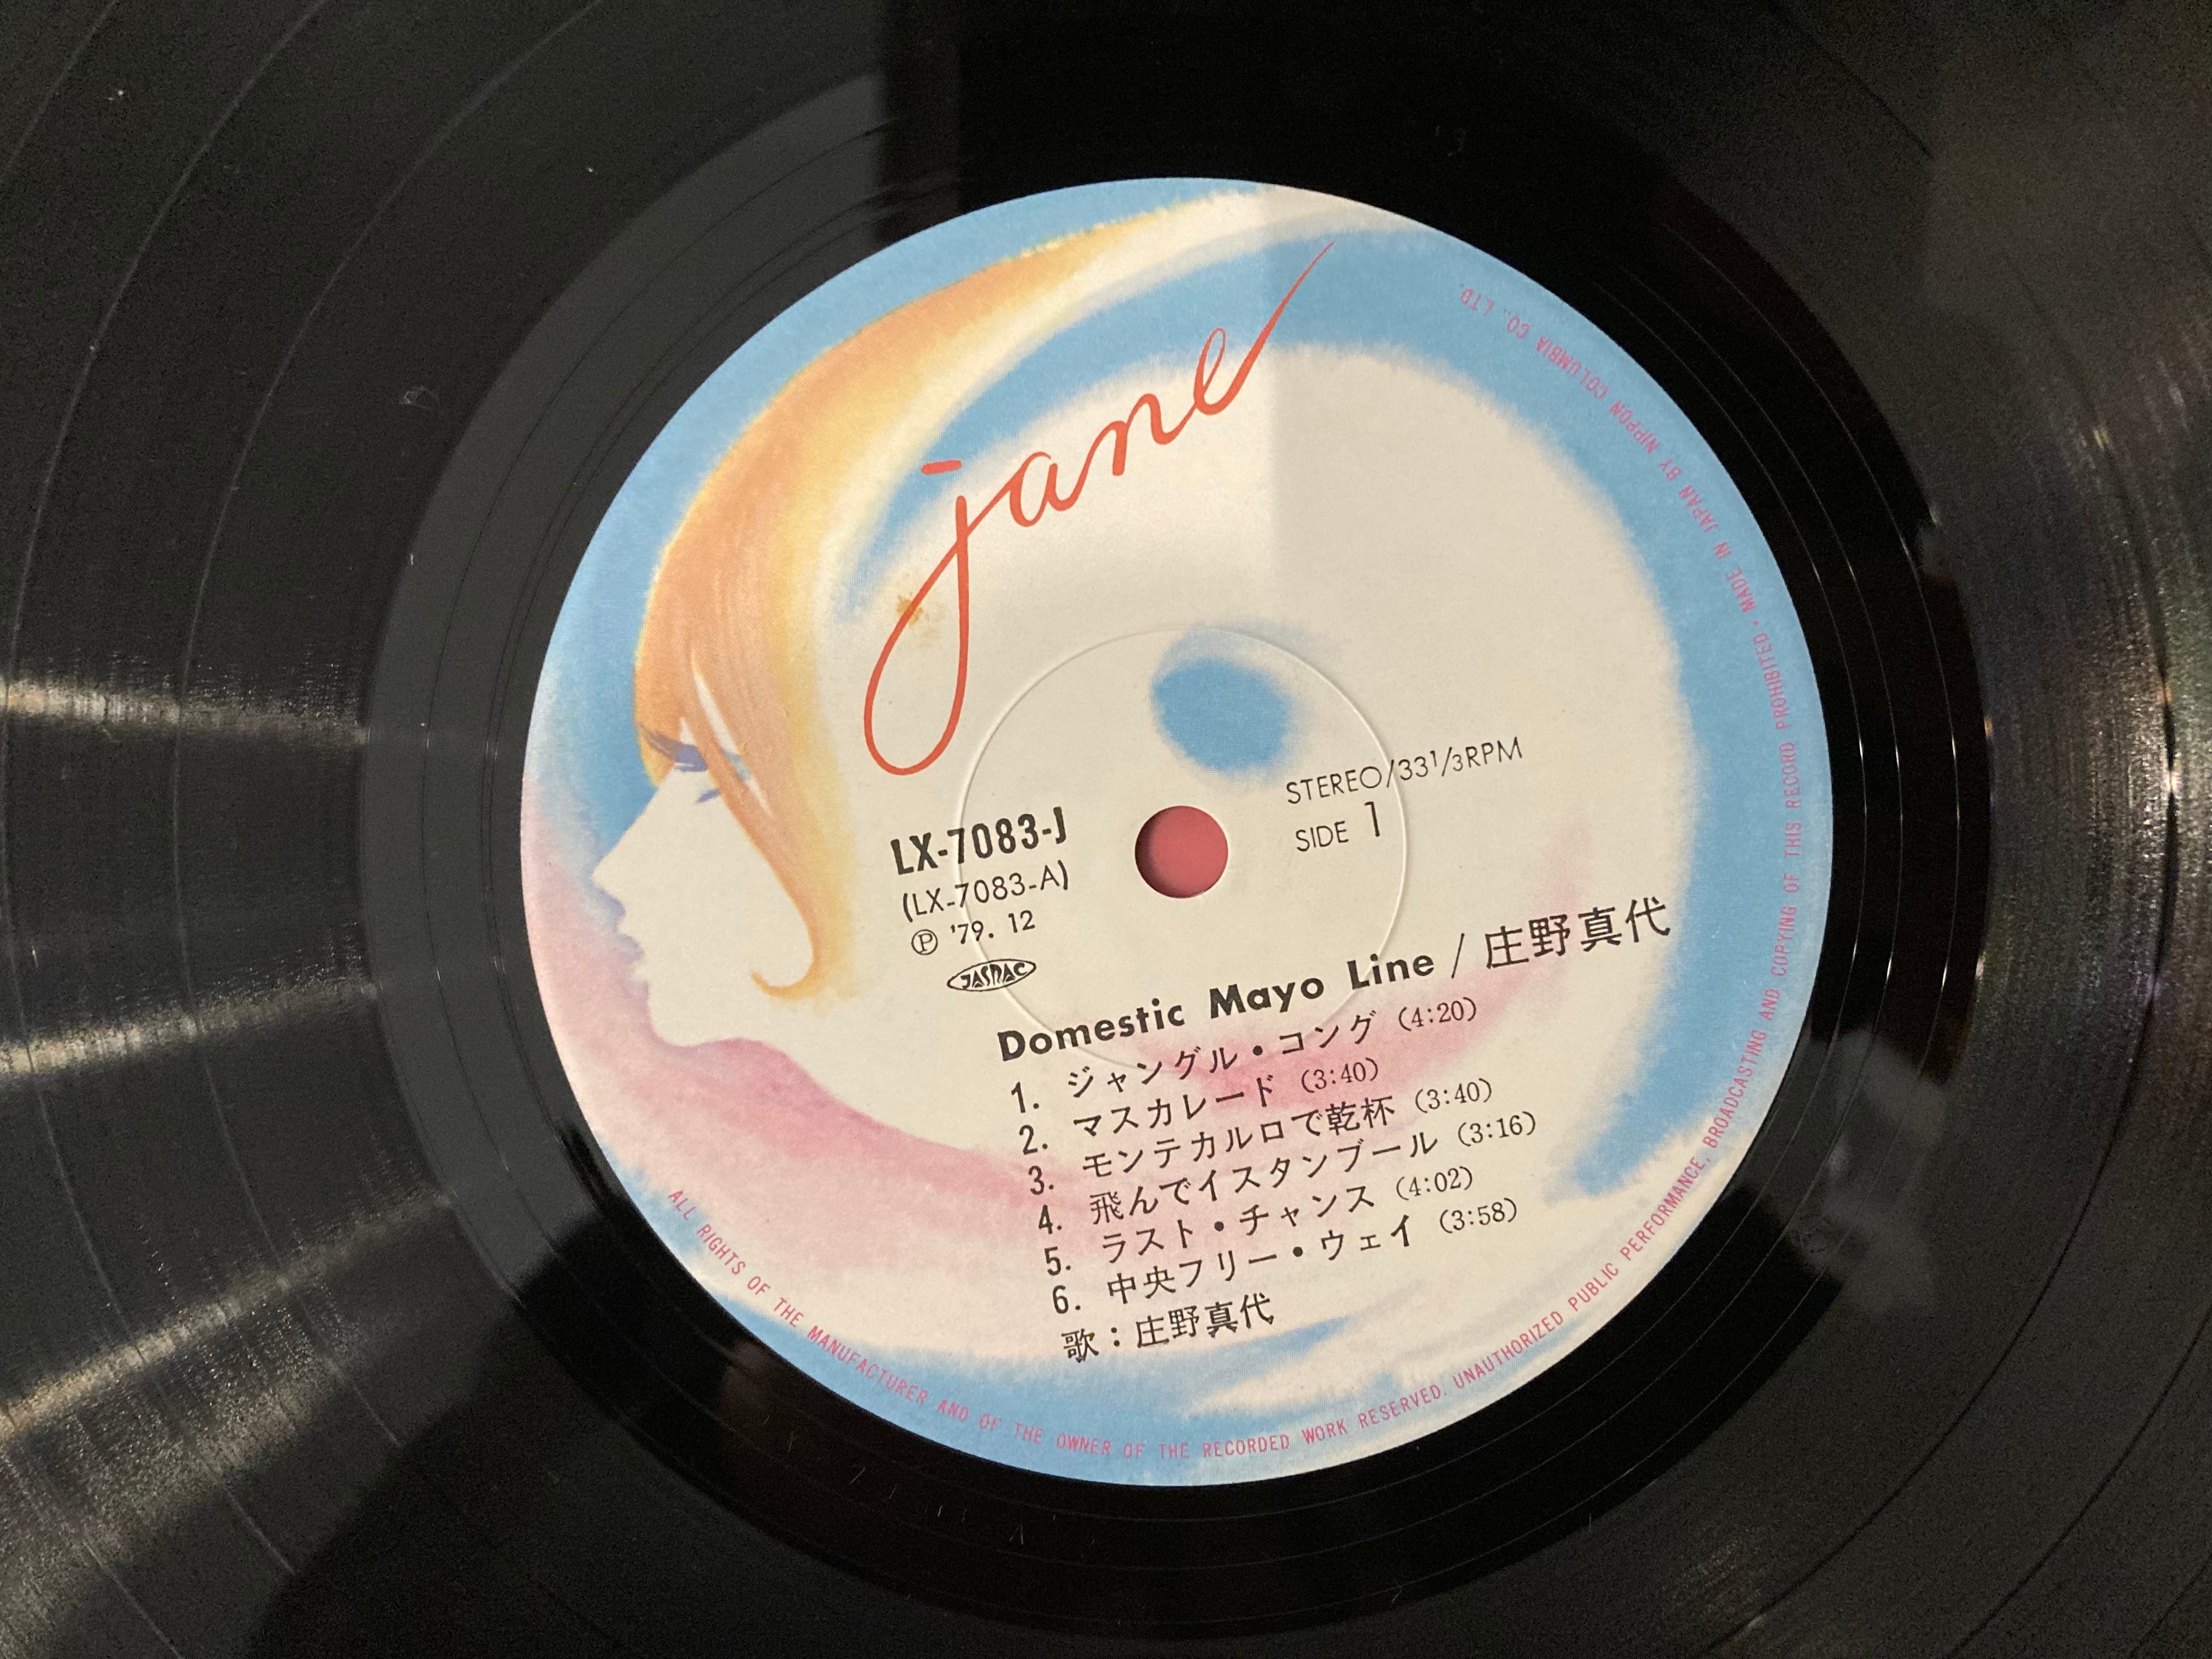 jane
STEREO/33 1/3 RPM
SIDE 1
LX-7083-J
(LX-7083-A)
Ⓟ '79. 12
JASRAC
Domestic Mayo Line / 庄野真代
1. ジャングル・コング (4:20)
2. マスカレード (3:40)
3. モンテカルロで乾杯 (3:40)
4. 飛んでイスタンブール (3:16)
5. ラスト・チャンス (4:02)
6. 中央フリー・ウェイ (3:58)
歌：庄野真代
ALL RIGHTS OF THE MANUFACTURER AND OF THE OWNER OF THE RECORDED WORK RESERVED. UNAUTHORIZED PUBLIC PERFORMANCE, BROADCASTING AND COPYING OF THIS RECORD PROHIBITED · MADE IN JAPAN BY NIPPON COLUMBIA CO., LTD.